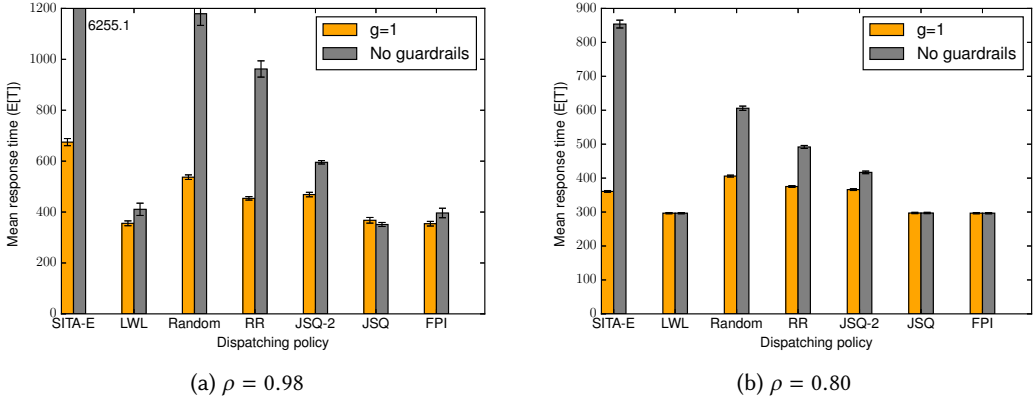 6255.1
g=1
No guardrails
1200
1000
800
600
400
200
0
Mean response time (E[T])
SITA-E LWL Random RR JSQ-2 JSQ FPI
Dispatching policy
(a) ρ = 0.98
g=1
No guardrails
900
800
700
600
500
400
300
200
100
0
Mean response time (E[T])
SITA-E LWL Random RR JSQ-2 JSQ FPI
Dispatching policy
(b) ρ = 0.80